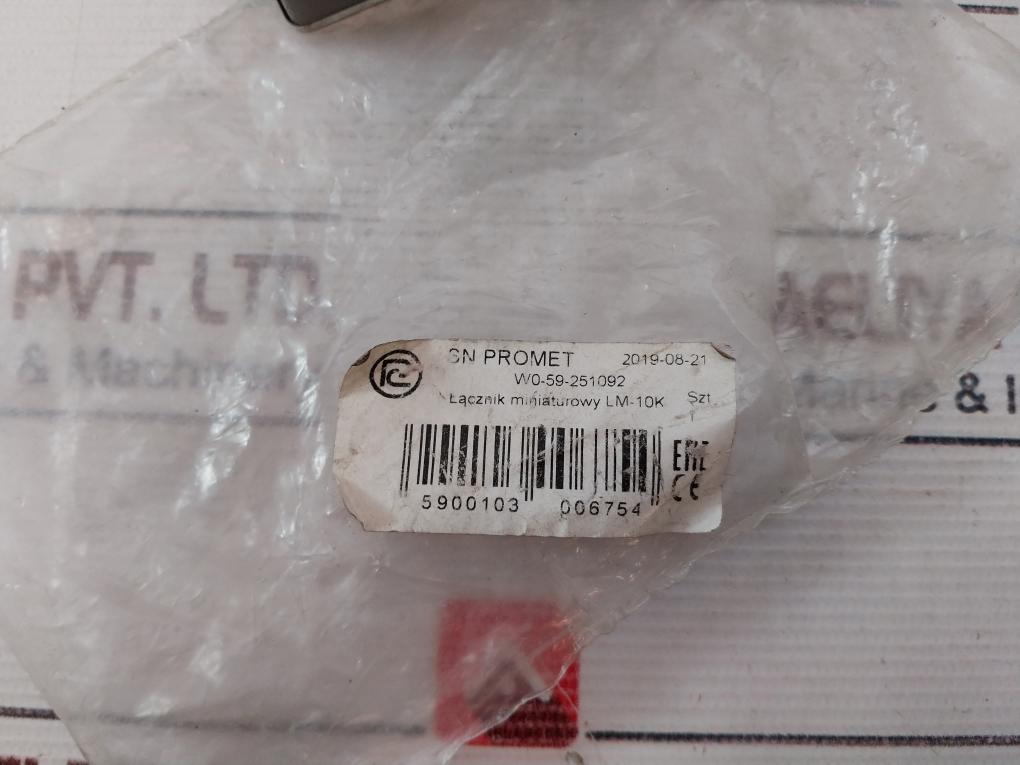 PVT. LTD.
& Machinery
& I
SN PROMET 2019-08-21
W0-59-251092
Łącznik miniaturowy LM-10K Szt
1
EAC
CE
5900103 006754